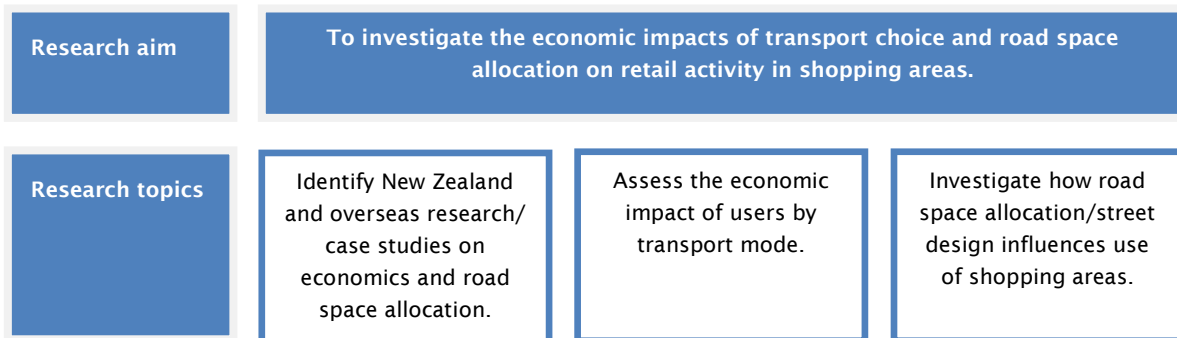 Research aim
To investigate the economic impacts of transport choice and road space
allocation on retail activity in shopping areas.
Research topics
Identify New Zealand
and overseas research/
case studies on
economics and road
space allocation.
Assess the economic
impact of users by
transport mode.
Investigate how road
space allocation/street
design influences use
of shopping areas.